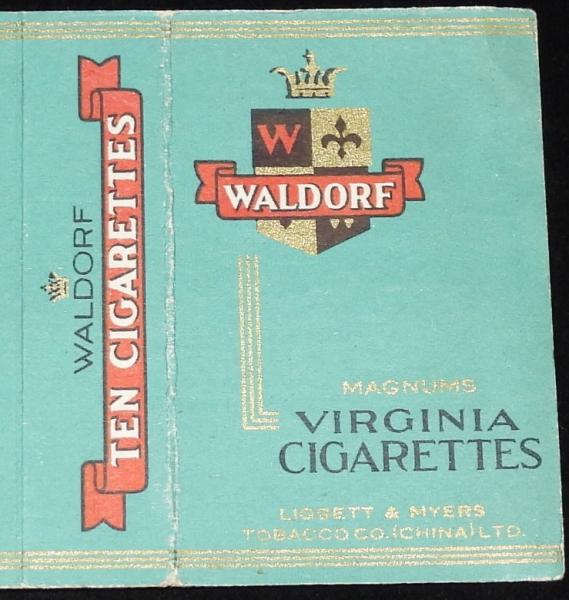 WALDORF
TEN CIGARETTES
W
WALDORF
MAGNUMS
VIRGINIA
CIGARETTES
LIGGETT & MYERS
TOBACCO CO. (CHINA) LTD.